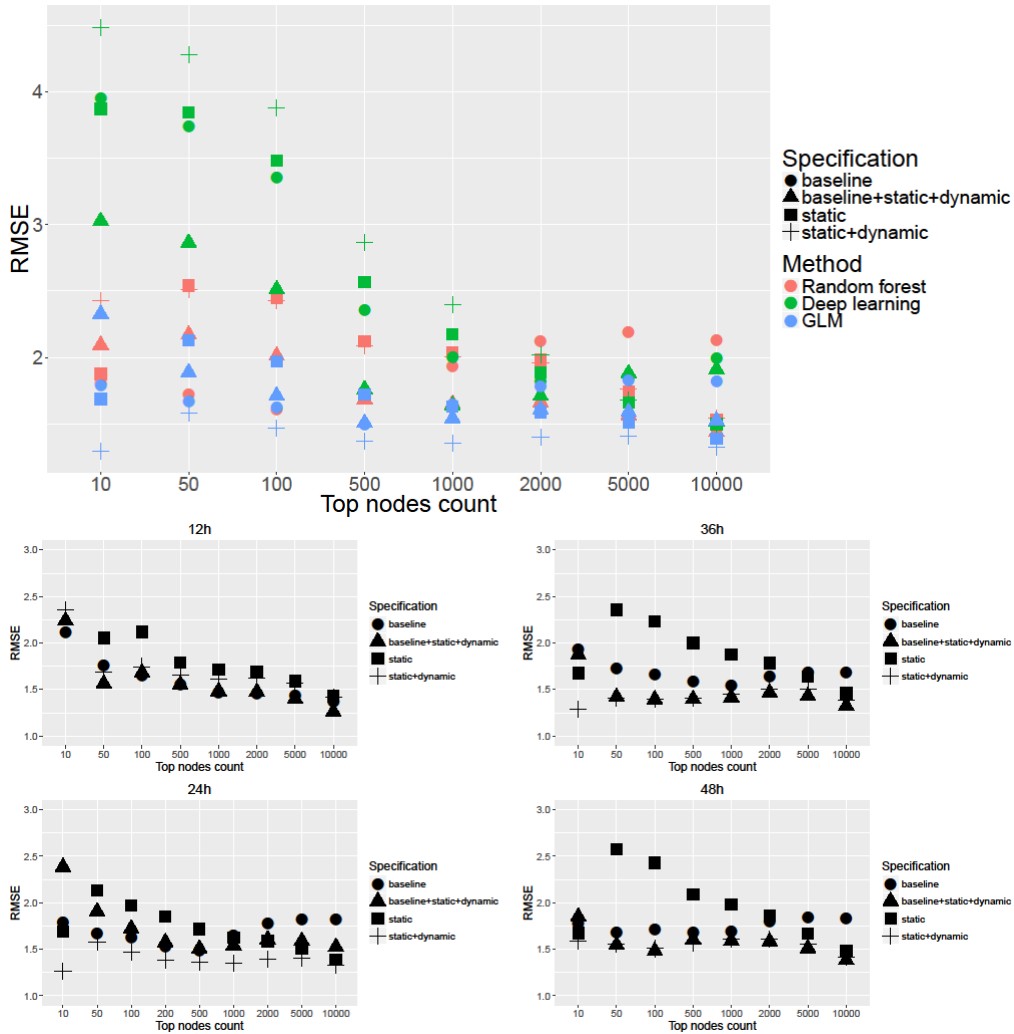 4
3
2
RMSE
10 50 100 500 1000 2000 5000 10000
Top nodes count
Specification
baseline
baseline+static+dynamic
static
static+dynamic
Method
Random forest
Deep learning
GLM
12h
3.0
2.5
2.0
1.5
1.0
RMSE
10 50 100 500 1000 2000 5000 10000
Top nodes count
Specification
baseline
baseline+static+dynamic
static
static+dynamic
36h
3.0
2.5
2.0
1.5
1.0
RMSE
10 50 100 500 1000 2000 5000 10000
Top nodes count
Specification
baseline
baseline+static+dynamic
static
static+dynamic
24h
3.0
2.5
2.0
1.5
1.0
RMSE
10 50 100 200 500 1000 2000 5000 10000
Top nodes count
Specification
baseline
baseline+static+dynamic
static
static+dynamic
48h
3.0
2.5
2.0
1.5
1.0
RMSE
10 50 100 500 1000 2000 5000 10000
Top nodes count
Specification
baseline
baseline+static+dynamic
static
static+dynamic